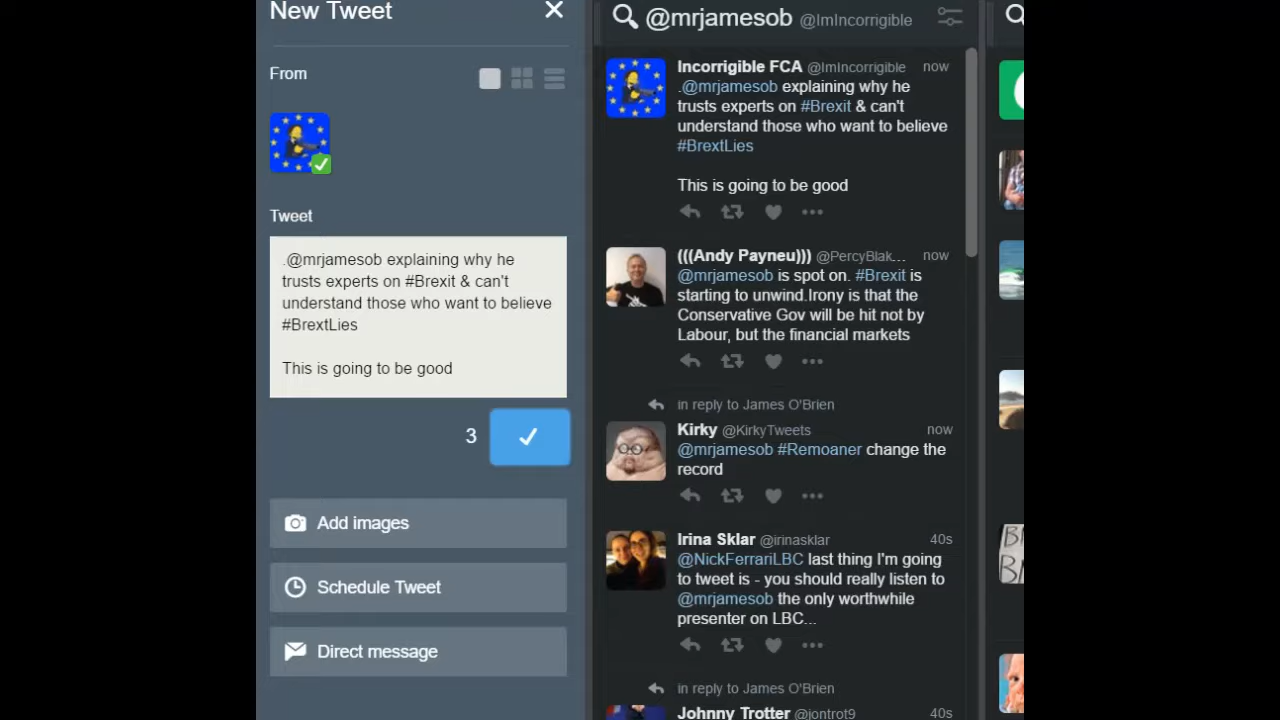 New Tweet
From
Tweet
.@mrjamesob explaining why he
trusts experts on #Brexit & can't
understand those who want to believe
#BrextLies
This is going to be good
3
Add images
Schedule Tweet
Direct message
@mrjamesob @ImIncorrigible
Incorrigible FCA @ImIncorrigible now
.@mrjamesob explaining why he
trusts experts on #Brexit & can't
understand those who want to believe
#BrextLies
This is going to be good
(((Andy Payneu))) @PercyBlak... now
@mrjamesob is spot on. #Brexit is
starting to unwind.Irony is that the
Conservative Gov will be hit not by
Labour, but the financial markets
in reply to James O'Brien
Kirky @KirkyTweets now
@mrjamesob #Remoaner change the
record
Irina Sklar @irinasklar 40s
@NickFerrariLBC last thing I'm going
to tweet is - you should really listen to
@mrjamesob the only worthwhile
presenter on LBC...
in reply to James O'Brien
Johnny Trotter @jontrot9 40s